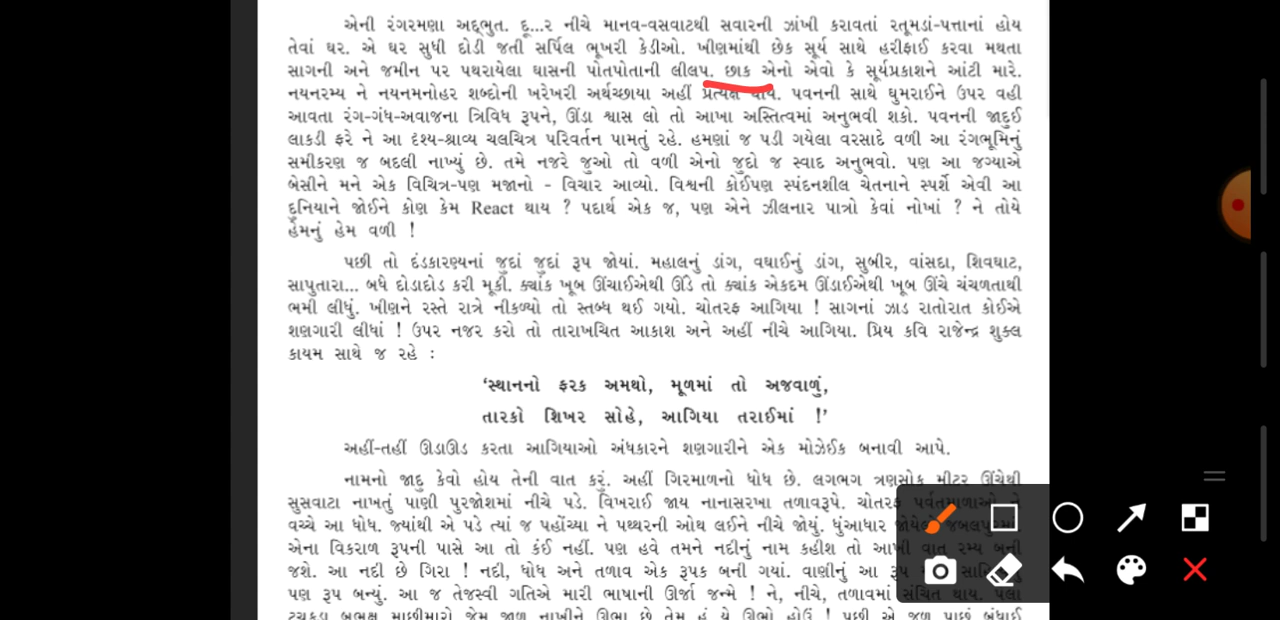 એની રંગરમણા અદ્ભુત. દૂ...ર નીચે માનવ-વસવાટથી સવારની ઝાંખી કરાવતાં રતૂમડાં-પત્તાનાં હોય
તેવાં ઘર. એ ઘર સુધી દોડી જતી સર્પિલ ભૂખરી કેડીઓ. ખીણમાંથી છેક સૂર્ય સાથે હરીફાઈ કરવા મથતા
સાગની અને જમીન પર પથરાયેલા ઘાસની પોતપોતાની લીલપ. છાક એનો એવો કે સૂર્યપ્રકાશને આંટી મારે.
નયનરમ્ય ને નયનમનોહર શબ્દોની ખરેખરી અર્થચ્છાયા અહીં પ્રત્યક્ષ થાય. પવનની સાથે ઘુમરાઈને ઉપર વહી
આવતા રંગ-ગંધ-અવાજના ત્રિવિધ રૂપને, ઊંડા શ્વાસ લો તો આખા અસ્તિત્વમાં અનુભવી શકો. પવનની જાદુઈ
લાકડી ફરે ને આ દૃશ્ય-શ્રાવ્ય ચલચિત્ર પરિવર્તન પામતું રહે. હમણાં જ પડી ગયેલા વરસાદે વળી આ રંગભૂમિનું
સમીકરણ જ બદલી નાખ્યું છે. તમે નજરે જુઓ તો વળી એનો જુદો જ સ્વાદ અનુભવો. પણ આ જગ્યાએ
બેસીને મને એક વિચિત્ર-પણ મજાનો - વિચાર આવ્યો. વિશ્વની કોઈપણ સ્પંદનશીલ ચેતનાને સ્પર્શે એવી આ
દુનિયાને જોઈને કોણ કેમ React થાય ? પદાર્થ એક જ, પણ એને ઝીલનાર પાત્રો કેવાં નોખાં ? ને તોયે
હેમનું હેમ વળી !
પછી તો દંડકારણ્યનાં જુદાં જુદાં રૂપ જોયાં. મહાલનું ડાંગ, વઘાઈનું ડાંગ, સુબીર, વાંસદા, શિવઘાટ,
સાપુતારા... બધે દોડાદોડ કરી મૂકી. ક્યાંક ખૂબ ઊંચાઈએથી ઊંડે તો ક્યાંક એકદમ ઊંડાઈએથી ખૂબ ઊંચે ચંચળતાથી
ભમી લીધું. ખીણને રસ્તે રાત્રે નીકળ્યો તો સ્તબ્ધ થઈ ગયો. ચોતરફ આગિયા ! સાગનાં ઝાડ રાતોરાત કોઈએ
શણગારી લીધાં ! ઉપર નજર કરો તો તારાખચિત આકાશ અને અહીં નીચે આગિયા. પ્રિય કવિ રાજેન્દ્ર શુક્લ
કાયમ સાથે જ રહે :
‘સ્થાનનો ફરક અમથો, મૂળમાં તો અજવાળું,
તારકો શિખર સોહે, આગિયા તરાઈમાં !’
અહીં-તહીં ઊડાઊડ કરતા આગિયાઓ અંધકારને શણગારીને એક મોઝેઈક બનાવી આપે.
નામનો જાદુ કેવો હોય તેની વાત કરું. અહીં ગિરમાળનો ધોધ છે. લગભગ ત્રણસોક મીટર ઊંચેથી
સુસવાટા નાખતું પાણી પુરજોશમાં નીચે પડે. વિખરાઈ જાય નાનાસરખા તળાવરૂપે. ચોતરફ પર્વતમાળાઓ ને
વચ્ચે આ ધોધ. જ્યાંથી એ પડે ત્યાં જ પહોંચ્યા ને પથ્થરની ઓથ લઈને નીચે જોયું. ધુંઆધાર જોયેલો જબલપુરમાં
એના વિકરાળ રૂપની પાસે આ તો કંઈ નહીં. પણ હવે તમને નદીનું નામ કહીશ તો આખી વાત રમ્ય બની
જશે. આ નદી છે ગિરા ! નદી, ધોધ અને તળાવ એક રૂપક બની ગયાં. વાણીનું આ રૂપ
પણ રૂપ બન્યું. આ જ તેજસ્વી ગતિએ મારી ભાષાની ઊર્જા જન્મે ! ને, નીચે, તળાવમાં સંચિત થાય. પેલા